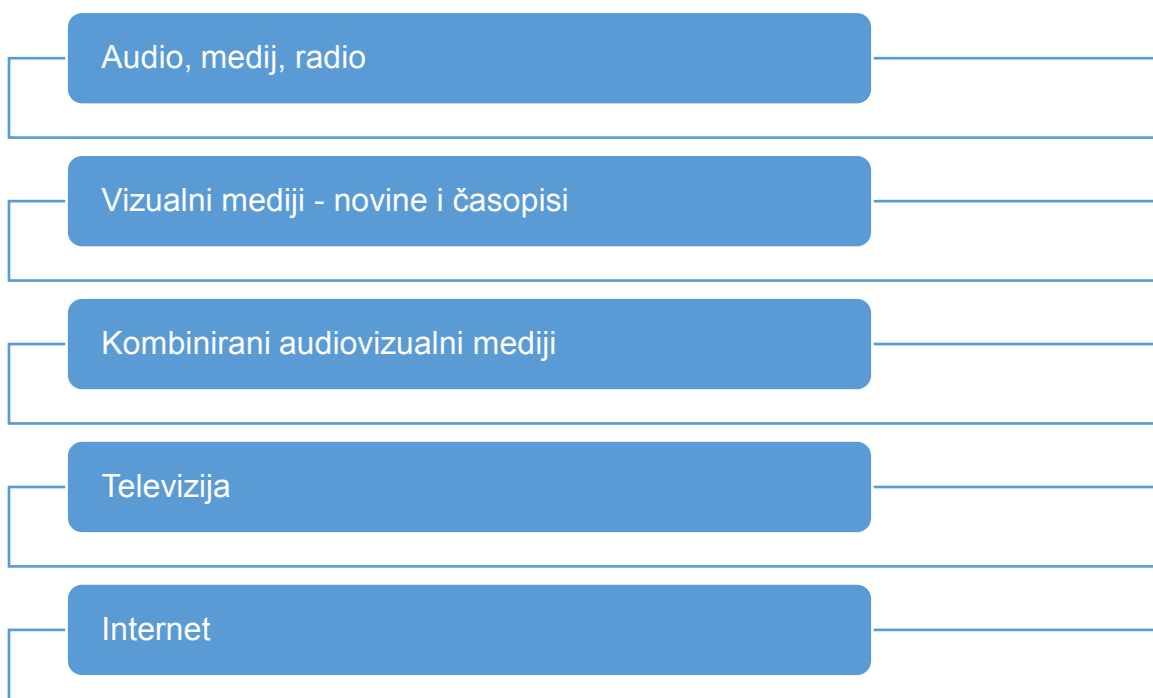 Audio, medij, radio
Vizualni mediji - novine i časopisi
Kombinirani audiovizualni mediji
Televizija
Internet